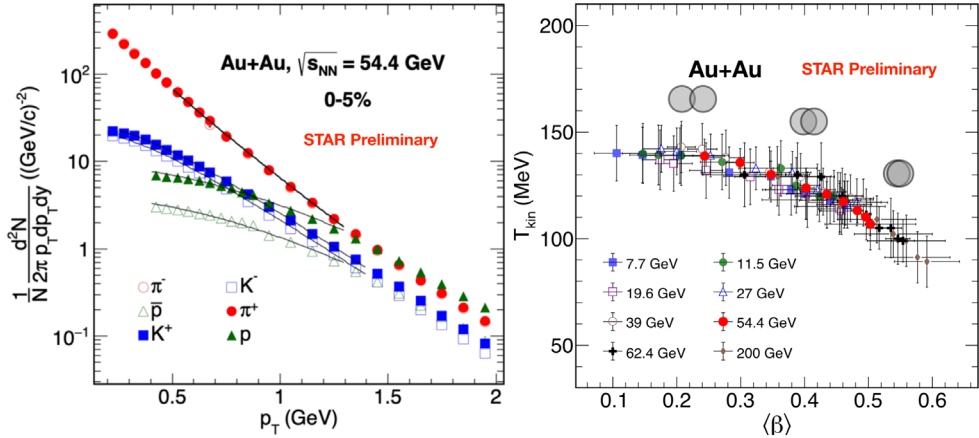 Au+Au, √sNN = 54.4 GeV
0-5%
STAR Preliminary
1/N d²N/2π pTdpTdy ((GeV/c)⁻²)
10²
10
1
10⁻¹
π⁻
K⁻
p̅
π⁺
K⁺
p
0.5
1
1.5
2
pT (GeV)
Au+Au
STAR Preliminary
Tkin (MeV)
200
150
100
50
7.7 GeV
11.5 GeV
19.6 GeV
27 GeV
39 GeV
54.4 GeV
62.4 GeV
200 GeV
0.1
0.2
0.3
0.4
0.5
0.6
⟨β⟩